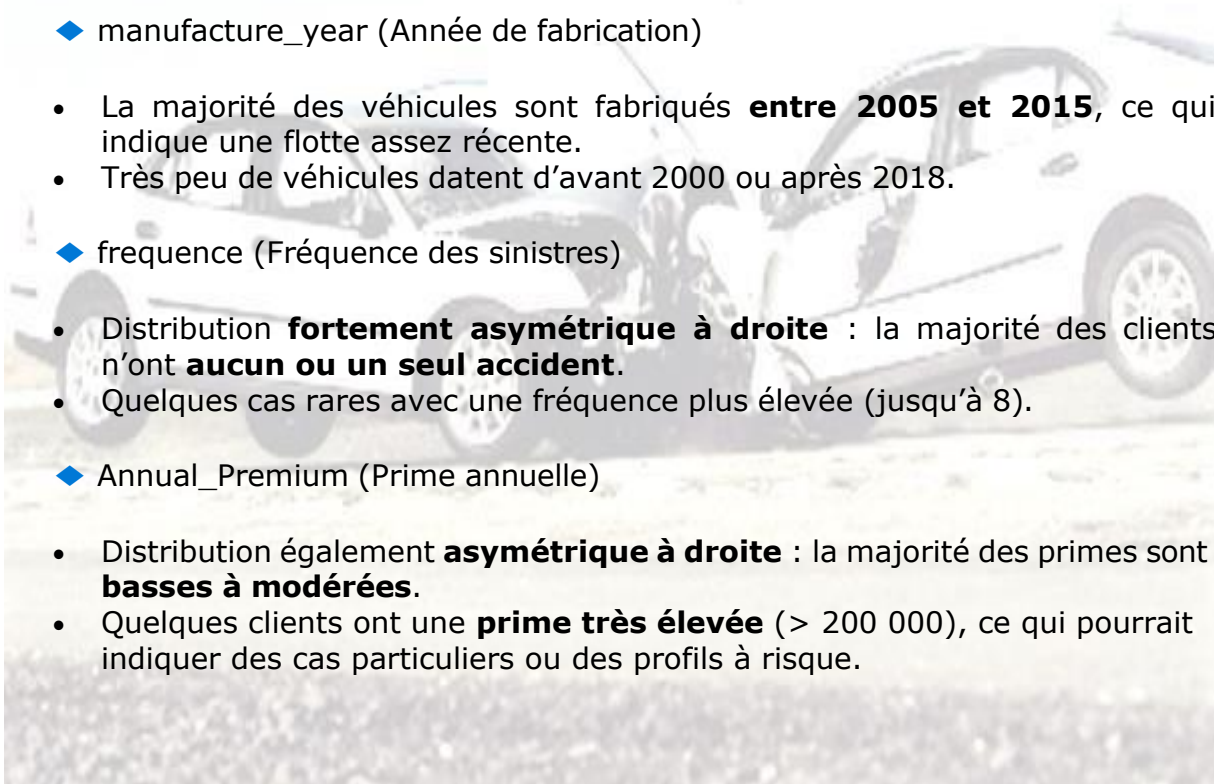 ◆ manufacture_year (Année de fabrication)
• La majorité des véhicules sont fabriqués entre 2005 et 2015, ce qui
indique une flotte assez récente.
• Très peu de véhicules datent d’avant 2000 ou après 2018.
◆ frequence (Fréquence des sinistres)
• Distribution fortement asymétrique à droite : la majorité des clients
n’ont aucun ou un seul accident.
• Quelques cas rares avec une fréquence plus élevée (jusqu’à 8).
◆ Annual_Premium (Prime annuelle)
• Distribution également asymétrique à droite : la majorité des primes sont
basses à modérées.
• Quelques clients ont une prime très élevée (> 200 000), ce qui pourrait
indiquer des cas particuliers ou des profils à risque.